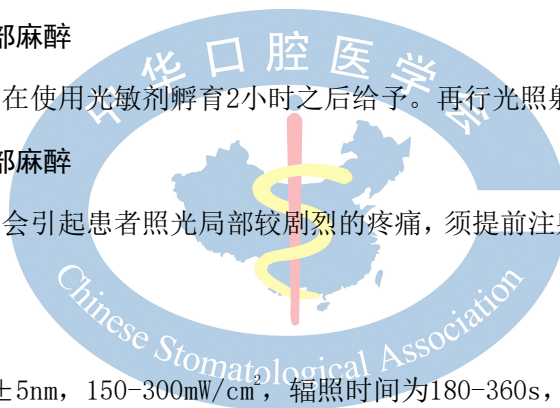 部麻醉
中华口腔医学会
在使用光敏剂孵育2小时之后给予。再行光照射
部麻醉
会引起患者照光局部较剧烈的疼痛，须提前注射
Chinese Stomatological Association
±5nm，150-300mW/cm²，辐照时间为180-360s，